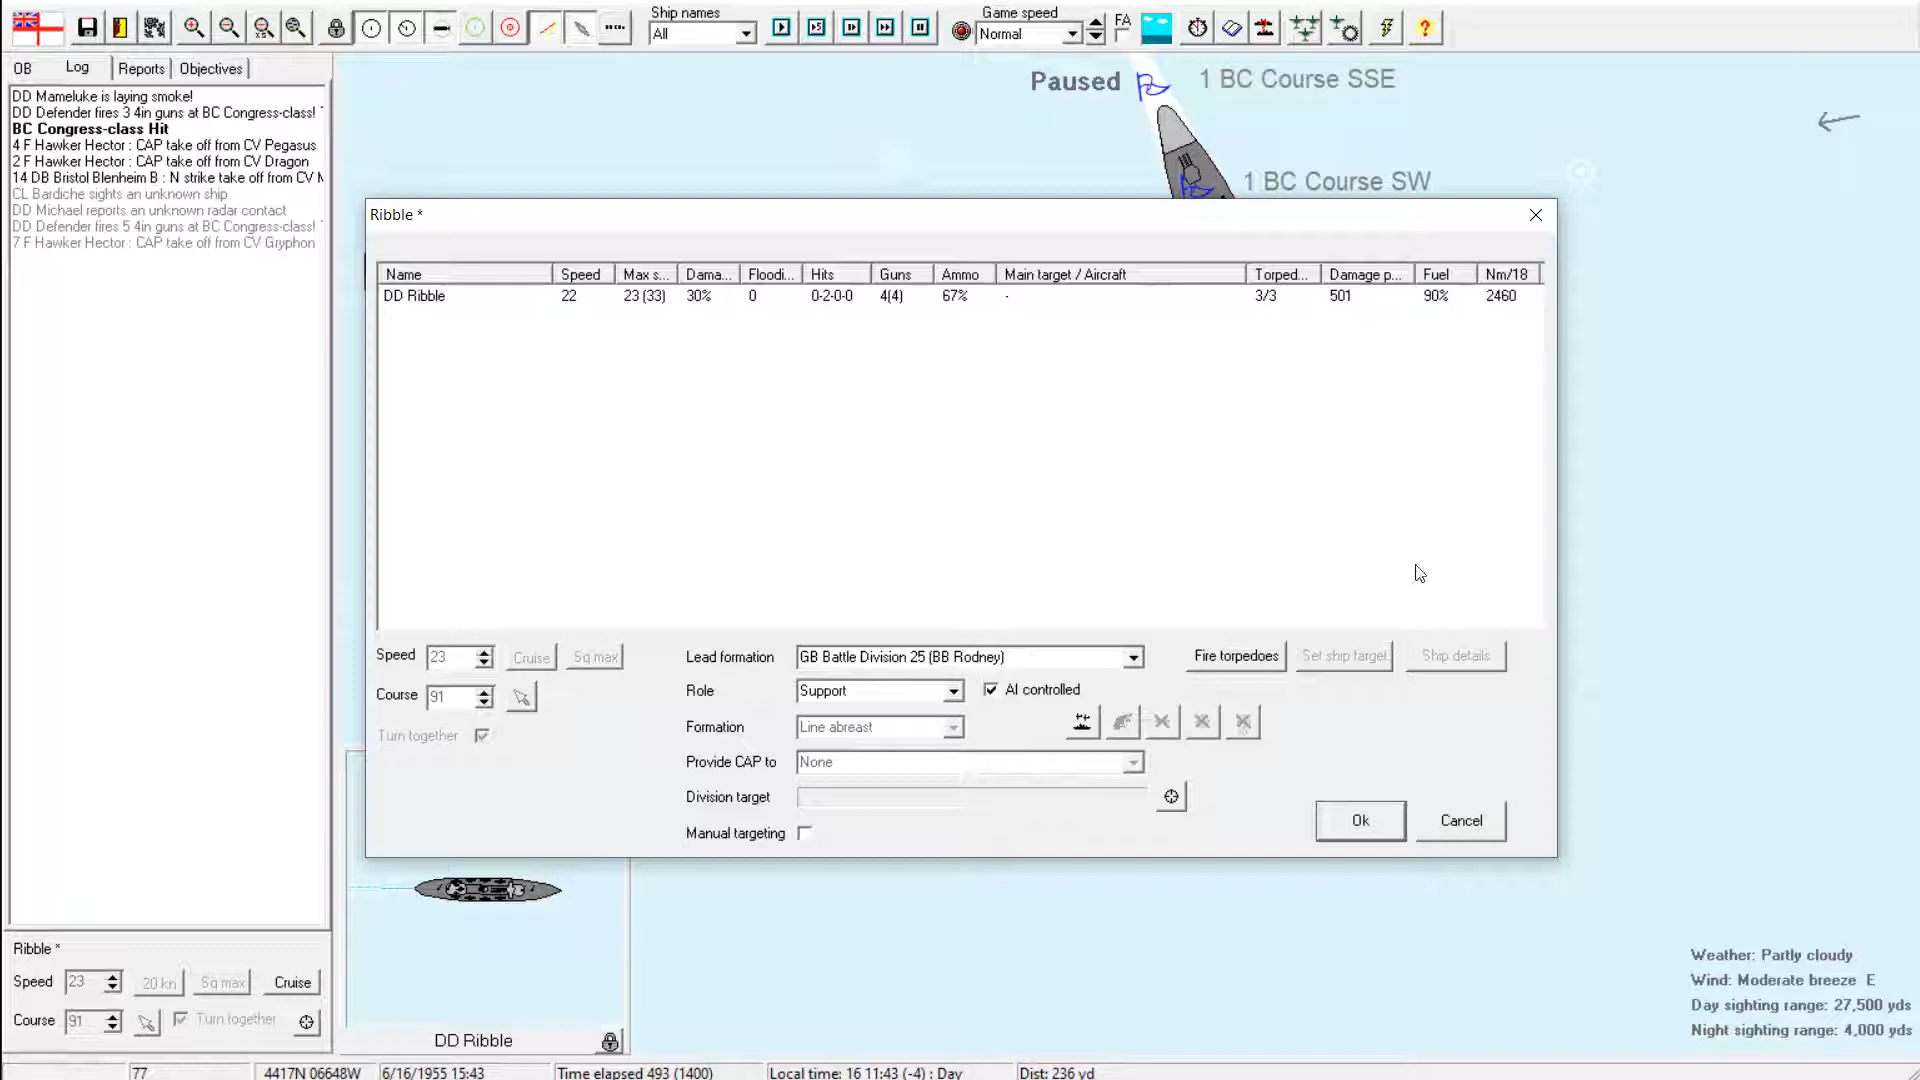 Ship names
All
Game speed
Normal
FA
OB Log Reports Objectives
DD Mameluke is laying smoke!
DD Defender fires 3 4in guns at BC Congress-class!
BC Congress-class Hit
4 F Hawker Hector : CAP take off from CV Pegasus
2 F Hawker Hector : CAP take off from CV Dragon
14 DB Bristol Blenheim B : N strike take off from CV
CL Bardiche sights an unknown ship
DD Michael reports an unknown radar contact
DD Defender fires 5 4in guns at BC Congress-class!
7 F Hawker Hector : CAP take off from CV Gryphon
Paused
1 BC Course SSE
1 BC Course SW
Ribble *
Name Speed Max s... Dama... Floodi... Hits Guns Ammo Main target / Aircraft Torped... Damage p... Fuel Nm/18
DD Ribble 22 23 (33) 30% 0 0-2-0-0 4(4) 67% - 3/3 501 90% 2460
Speed 23 Cruise Sq max
Course 91
Turn together
Lead formation GB Battle Division 25 (BB Rodney)
Role Support AI controlled
Formation Line abreast
Provide CAP to None
Division target
Manual targeting
Fire torpedoes Set ship target Ship details
Ok Cancel
Ribble *
Speed 23 20 kn Sq max Cruise
Course 91 Turn together
DD Ribble
Weather: Partly cloudy
Wind: Moderate breeze E
Day sighting range: 27,500 yds
Night sighting range: 4,000 yds
77 4417N 06648W 6/16/1955 15:43 Time elapsed 493 (1400) Local time: 16 11:43 (-4) : Day Dist: 236 yd